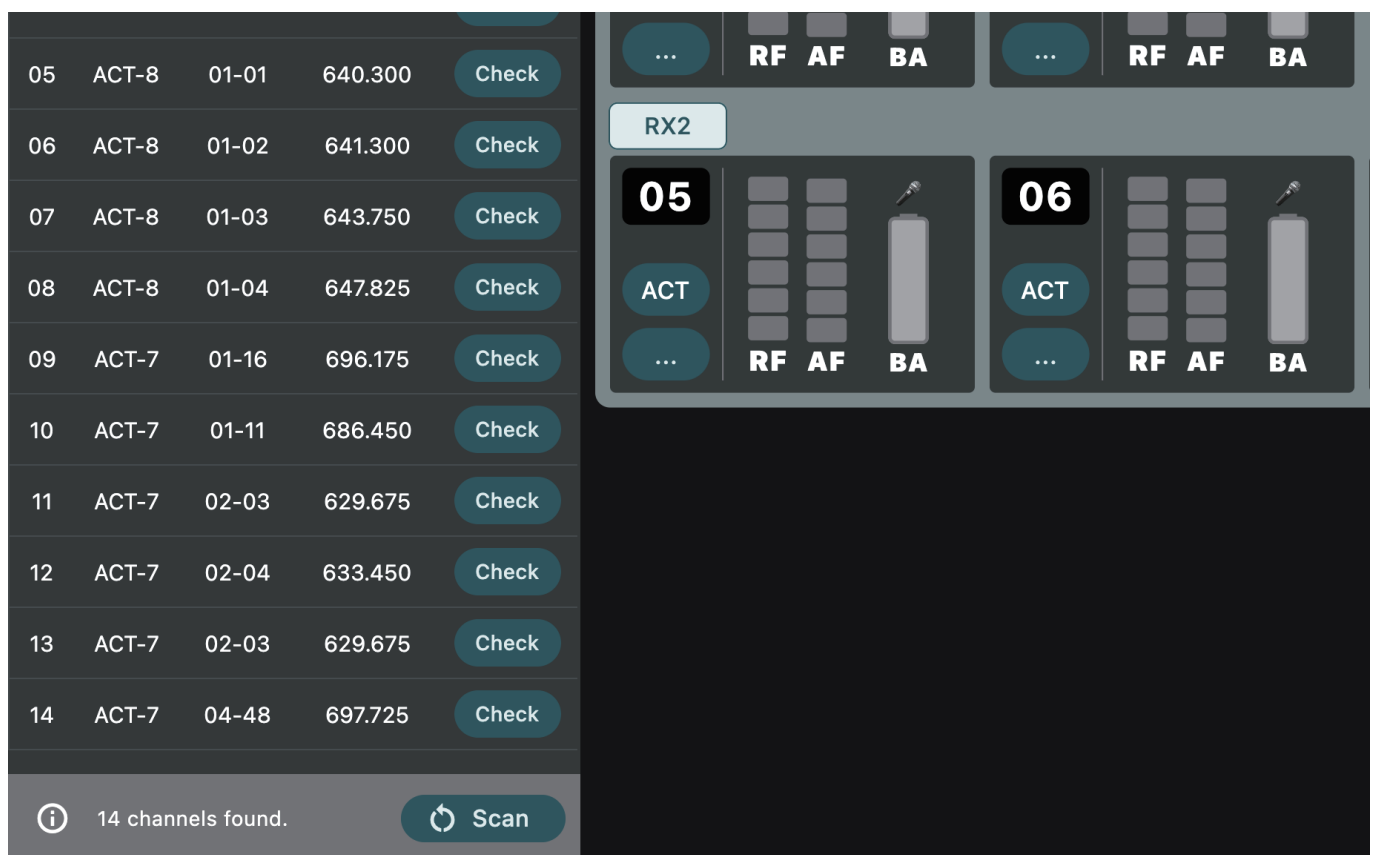 05 ACT-8 01-01 640.300 Check
06 ACT-8 01-02 641.300 Check
07 ACT-8 01-03 643.750 Check
08 ACT-8 01-04 647.825 Check
09 ACT-7 01-16 696.175 Check
10 ACT-7 01-11 686.450 Check
11 ACT-7 02-03 629.675 Check
12 ACT-7 02-04 633.450 Check
13 ACT-7 02-03 629.675 Check
14 ACT-7 04-48 697.725 Check
14 channels found. Scan
... RF AF BA
... RF AF BA
RX2
05
ACT
... RF AF BA
06
ACT
... RF AF BA